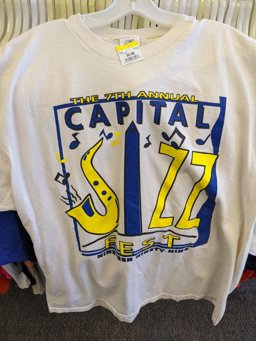 THE 7TH ANNUAL
CAPITAL
JAZZ
FEST
NINETEEN NINETY NINE